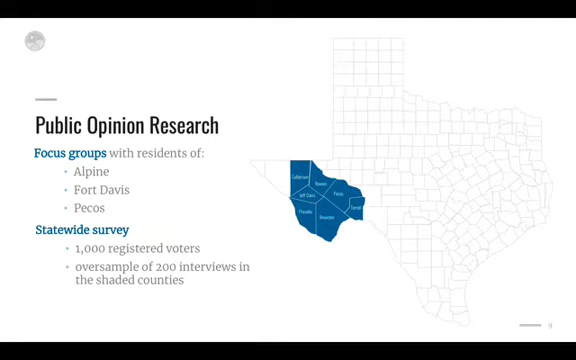 Public Opinion Research
Focus groups with residents of:
• Alpine
• Fort Davis
• Pecos
Statewide survey
• 1,000 registered voters
• oversample of 200 interviews in
the shaded counties
Culberson
Reeves
Jeff Davis
Pecos
Presidio
Brewster
Terrell
9